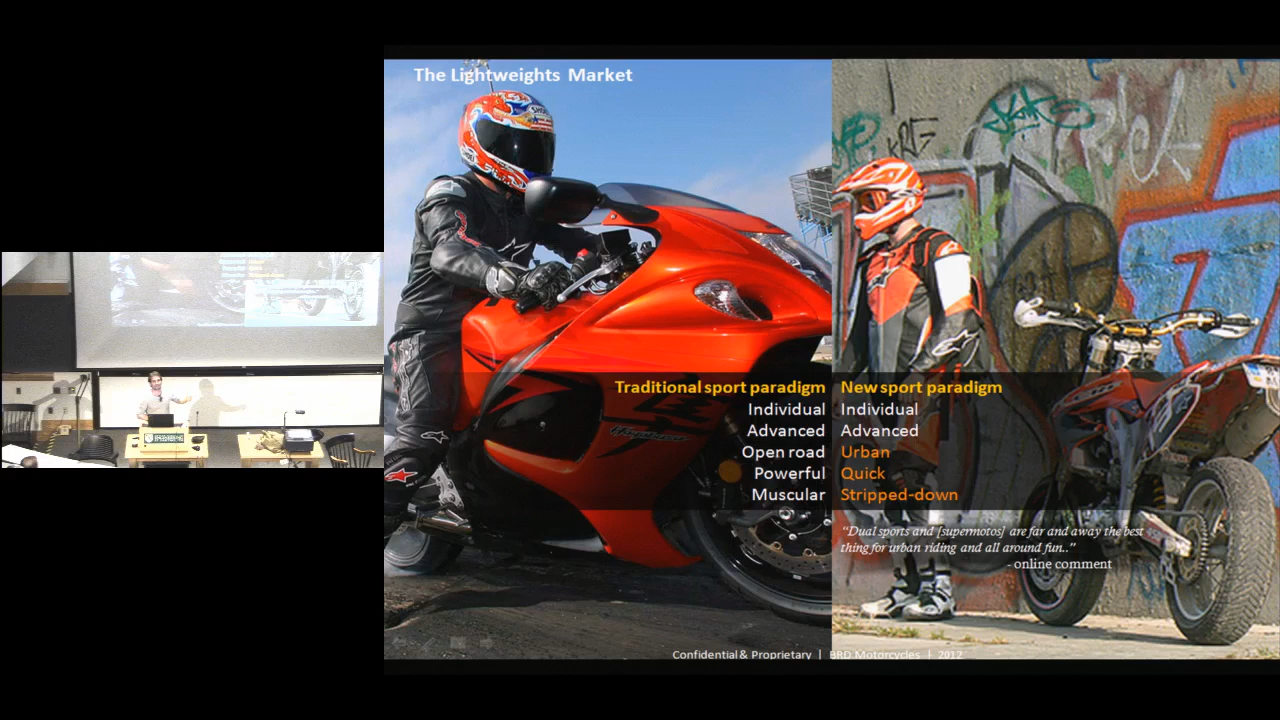 The Lightweights Market
Traditional sport paradigm
Individual
Advanced
Open road
Powerful
Muscular
New sport paradigm
Individual
Advanced
Urban
Quick
Stripped-down
“Dual sports and [supermotos] are far and away the best
thing for urban riding and all around fun..”
- online comment
Confidential & Proprietary | BRD Motorcycles | 2012